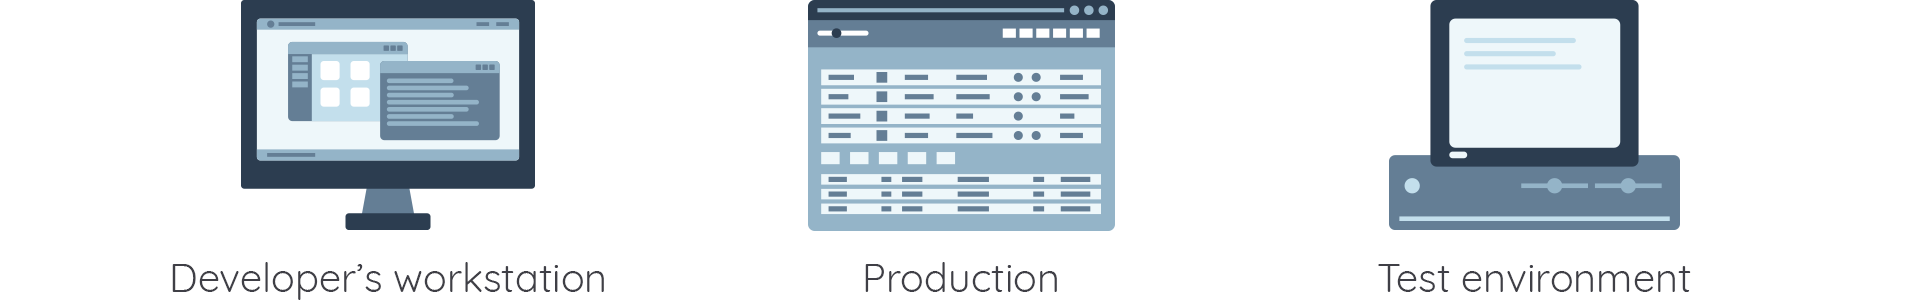 Developer’s workstation
Production
Test environment